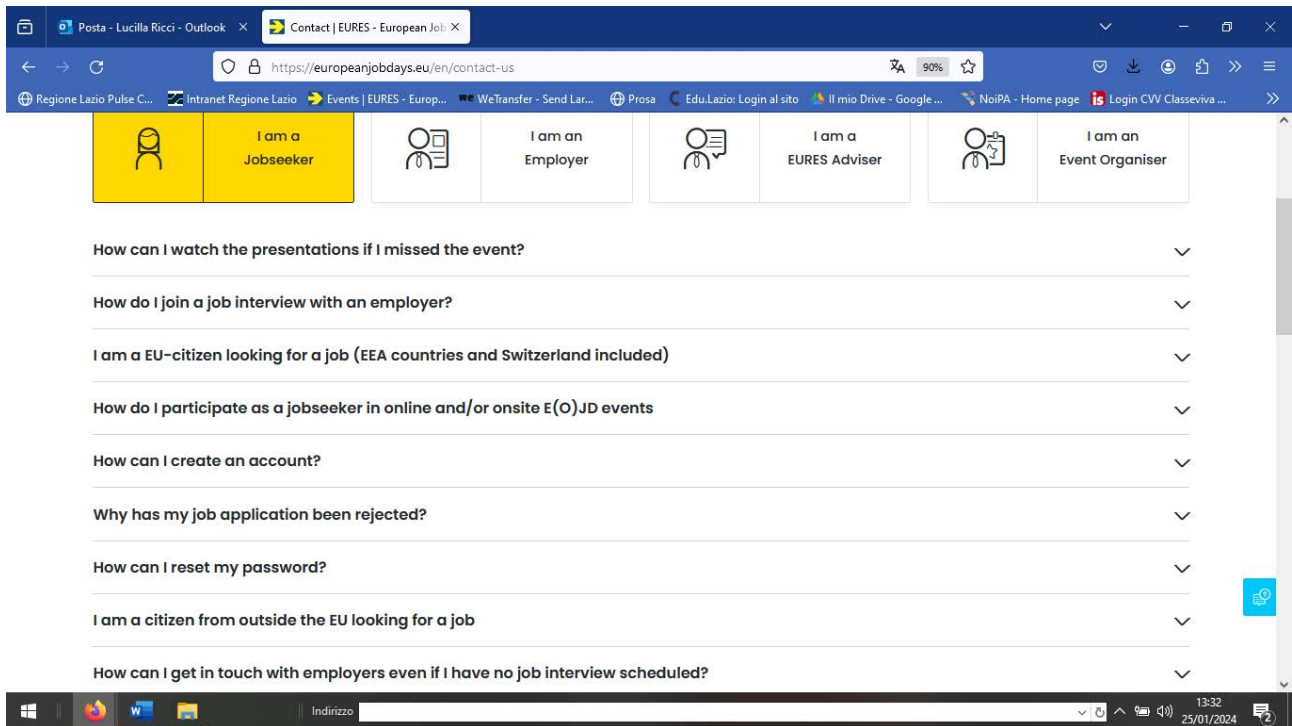 Posta - Lucilla Ricci - Outlook
Contact | EURES - European Job
https://europeanjobdays.eu/en/contact-us
90%
Regione Lazio Pulse C... Intranet Regione Lazio Events | EURES - Europ... WeTransfer - Send Lar... Prosa Edu.Lazio: Login al sito Il mio Drive - Google ... NoiPA - Home page Login CVV Classeviva ...
I am a
Jobseeker
I am an
Employer
I am a
EURES Adviser
I am an
Event Organiser
How can I watch the presentations if I missed the event?
How do I join a job interview with an employer?
I am a EU-citizen looking for a job (EEA countries and Switzerland included)
How do I participate as a jobseeker in online and/or onsite E(O)JD events
How can I create an account?
Why has my job application been rejected?
How can I reset my password?
I am a citizen from outside the EU looking for a job
How can I get in touch with employers even if I have no job interview scheduled?
Indirizzo
13:32
25/01/2024
2